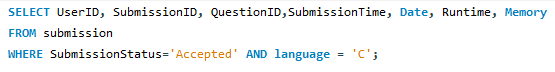 SELECT UserID, SubmissionID, QuestionID,SubmissionTime, Date, Runtime, Memory
FROM submission
WHERE SubmissionStatus='Accepted' AND language = 'C';